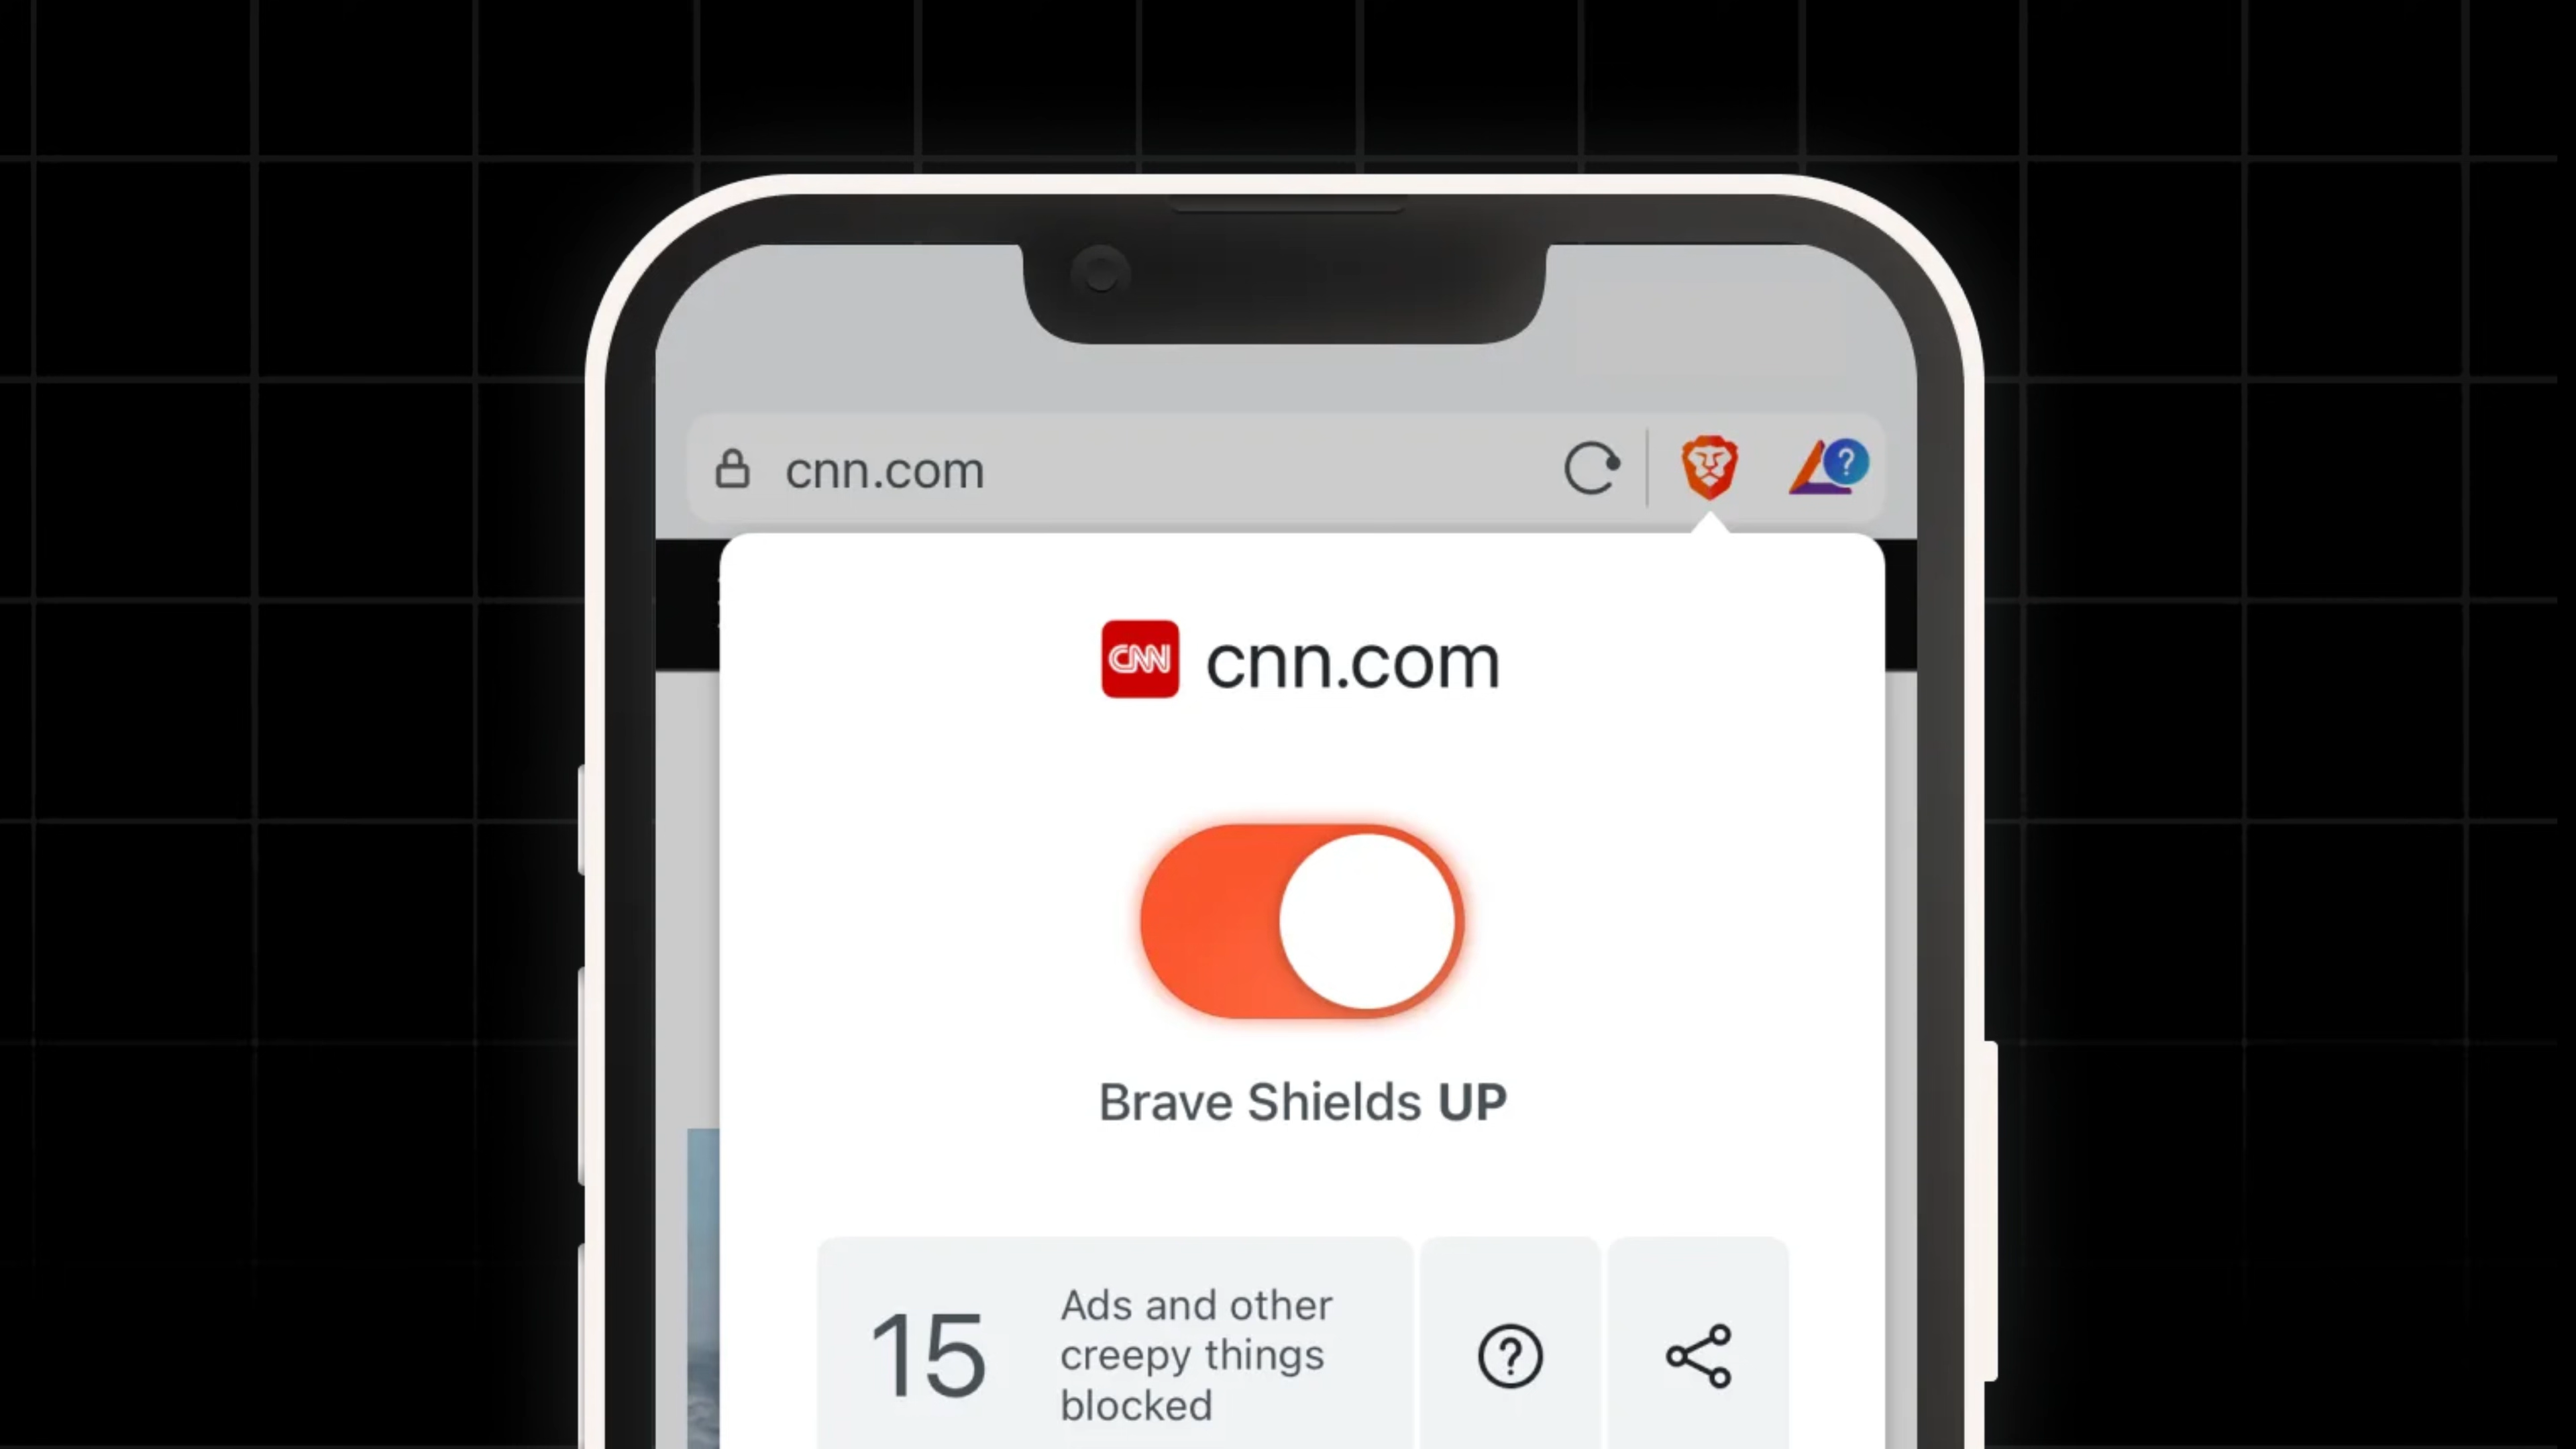 cnn.com
?
CNN cnn.com
Brave Shields UP
15
Ads and other
creepy things
blocked
?